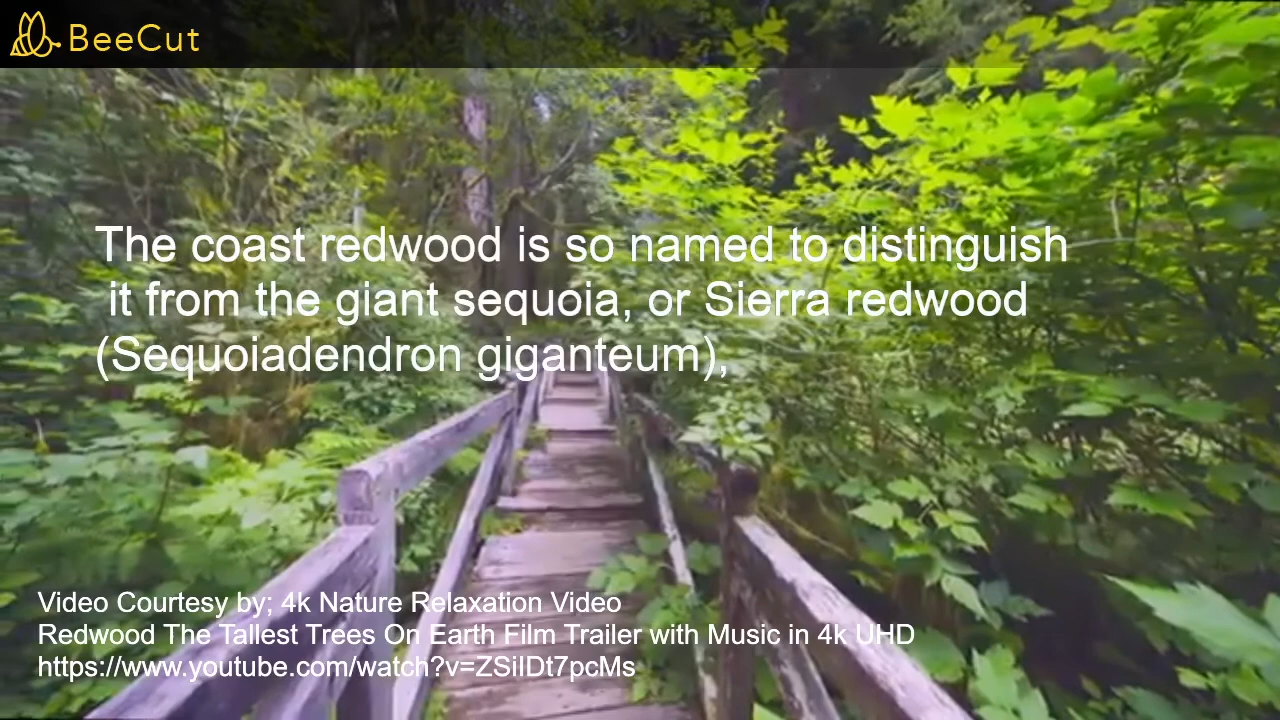 BeeCut
The coast redwood is so named to distinguish
it from the giant sequoia, or Sierra redwood
(Sequoiadendron giganteum),
Video Courtesy by; 4k Nature Relaxation Video
Redwood The Tallest Trees On Earth Film Trailer with Music in 4k UHD
https://www.youtube.com/watch?v=ZSiIDt7pcMs